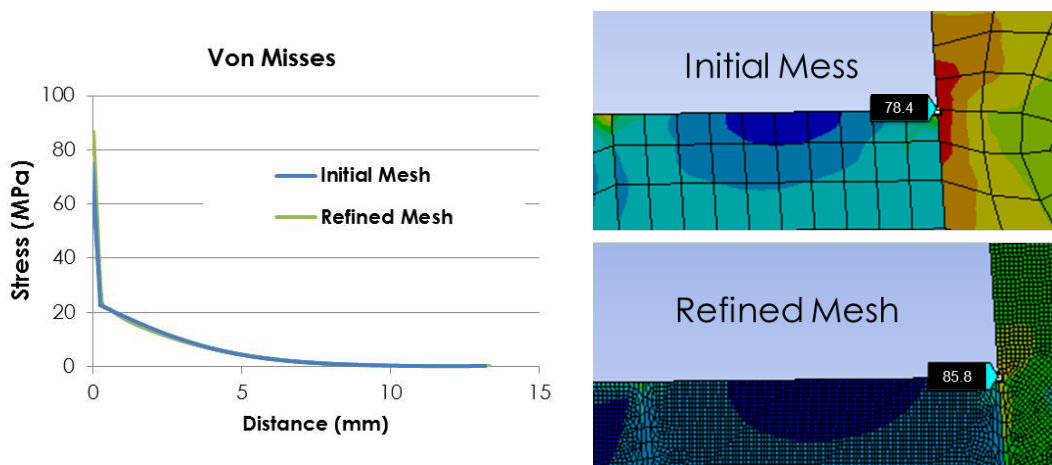 Von Misses
100
80
60
40
20
0
Stress (MPa)
Initial Mesh
Refined Mesh
0
5
10
15
Distance (mm)
Initial Mess
78.4
Refined Mesh
85.8